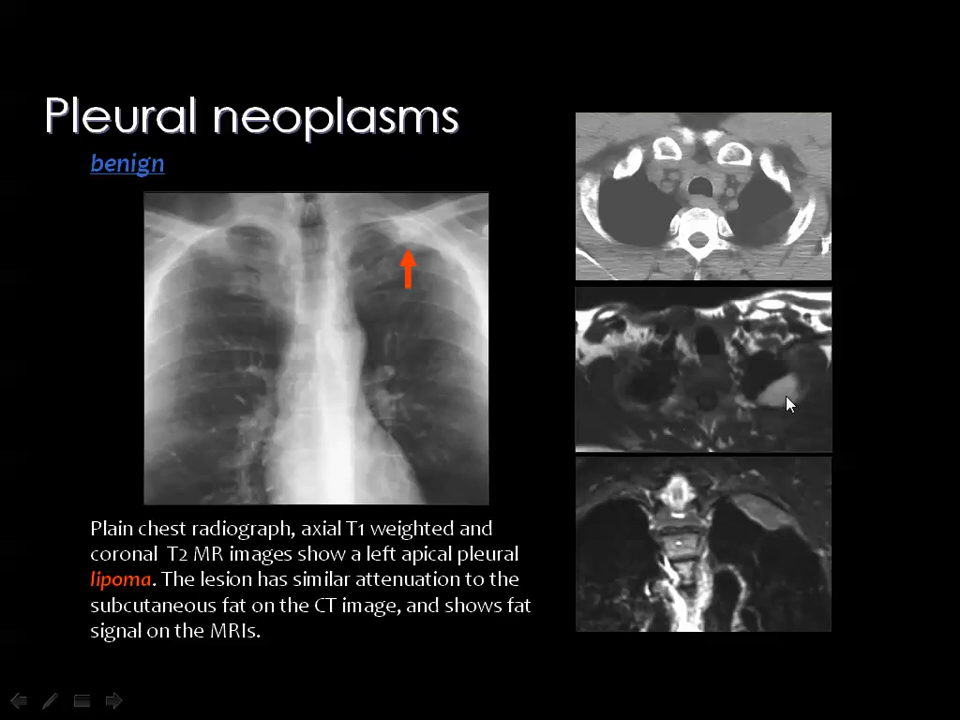 Pleural neoplasms
benign
Plain chest radiograph, axial T1 weighted and
coronal T2 MR images show a left apical pleural
lipoma. The lesion has similar attenuation to the
subcutaneous fat on the CT image, and shows fat
signal on the MRIs.